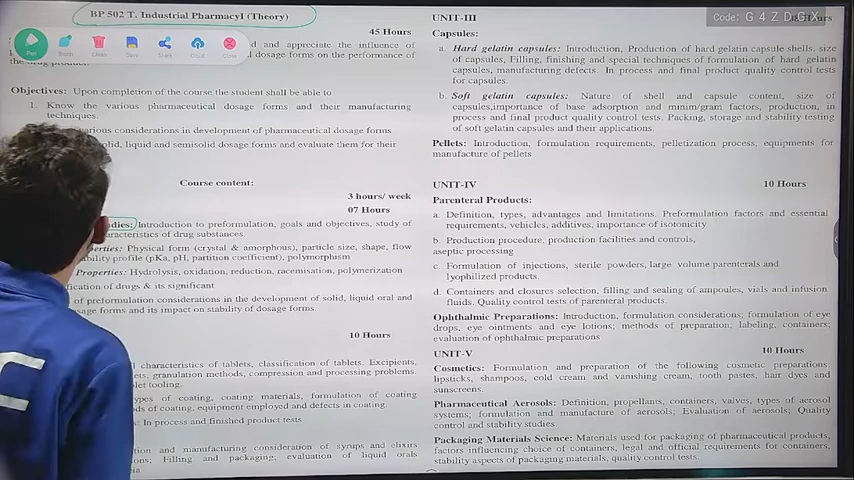 BP 502 T. Industrial PharmacyI (Theory)
45 Hours
d and appreciate the influence of
l dosage forms on the performance of
the drug product.
Objectives: Upon completion of the course the student shall be able to
1. Know the various pharmaceutical dosage forms and their manufacturing
techniques.
various considerations in development of pharmaceutical dosage forms
olid, liquid and semisolid dosage forms and evaluate them for their
Course content:
3 hours/ week
07 Hours
udies: Introduction to preformulation, goals and objectives, study of
aracteristics of drug substances
perties: Physical form (crystal & amorphous), particle size, shape, flow
bility profile (pKa, pH, partition coefficient), polymorphism
Properties: Hydrolysis, oxidation, reduction, racemisation, polymerization
fication of drugs & its significant
of preformulation considerations in the development of solid, liquid oral and
sage forms and its impact on stability of dosage forms.
10 Hours
l characteristics of tablets, classification of tablets. Excipients,
ets, granulation methods, compression and processing problems.
let tooling.
ypes of coating, coating materials, formulation of coating
ds of coating, equipment employed and defects in coating.
: In process and finished product tests
ation and manufacturing consideration of syrups and elixirs
ons; Filling and packaging; evaluation of liquid orals
ia
Pen
Save
Share
Close
Code: G 4 Z D G X
UNIT-III
Hours
Capsules:
a. Hard gelatin capsules: Introduction, Production of hard gelatin capsule shells. size
of capsules, Filling, finishing and special techniques of formulation of hard gelatin
capsules, manufacturing defects. In process and final product quality control tests
for capsules.
b. Soft gelatin capsules: Nature of shell and capsule content, size of
capsules,importance of base adsorption and minim/gram factors, production, in
process and final product quality control tests. Packing, storage and stability testing
of soft gelatin capsules and their applications.
Pellets: Introduction, formulation requirements, pelletization process, equipments for
manufacture of pellets
UNIT-IV 10 Hours
Parenteral Products:
a. Definition, types, advantages and limitations. Preformulation factors and essential
requirements, vehicles, additives, importance of isotonicity
b. Production procedure, production facilities and controls,
aseptic processing
c. Formulation of injections, sterile powders, large volume parenterals and
lyophilized products.
d. Containers and closures selection, filling and sealing of ampoules, vials and infusion
fluids. Quality control tests of parenteral products.
Ophthalmic Preparations: Introduction, formulation considerations; formulation of eye
drops, eye ointments and eye lotions; methods of preparation; labeling, containers;
evaluation of ophthalmic preparations
UNIT-V 10 Hours
Cosmetics: Formulation and preparation of the following cosmetic preparations:
lipsticks, shampoos, cold cream and vanishing cream, tooth pastes, hair dyes and
sunscreens.
Pharmaceutical Aerosols: Definition, propellants, containers, valves, types of aerosol
systems; formulation and manufacture of aerosols; Evaluation of aerosols; Quality
control and stability studies.
Packaging Materials Science: Materials used for packaging of pharmaceutical products,
factors influencing choice of containers, legal and official requirements for containers,
stability aspects of packaging materials, quality control tests.